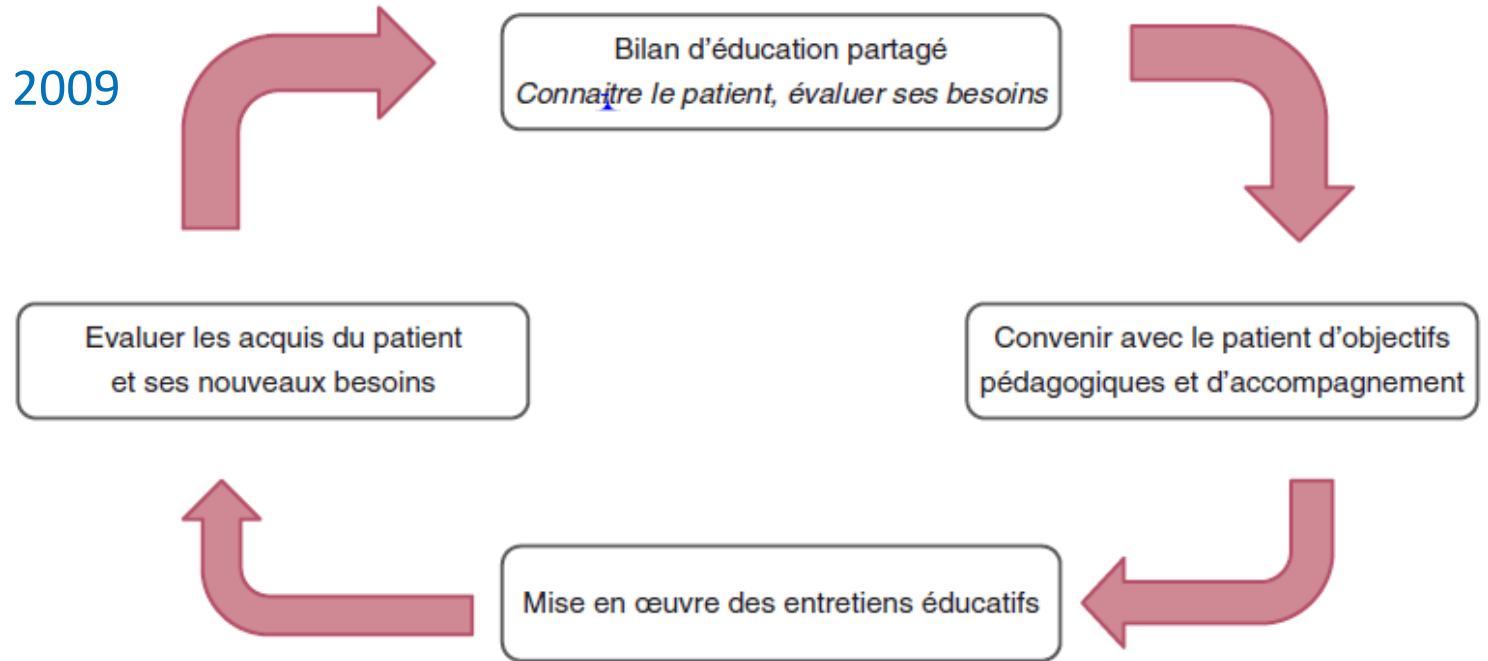 2009
Bilan d'éducation partagé
Connaitre le patient, évaluer ses besoins
Evaluer les acquis du patient
et ses nouveaux besoins
Convenir avec le patient d'objectifs
pédagogiques et d'accompagnement
Mise en œuvre des entretiens éducatifs